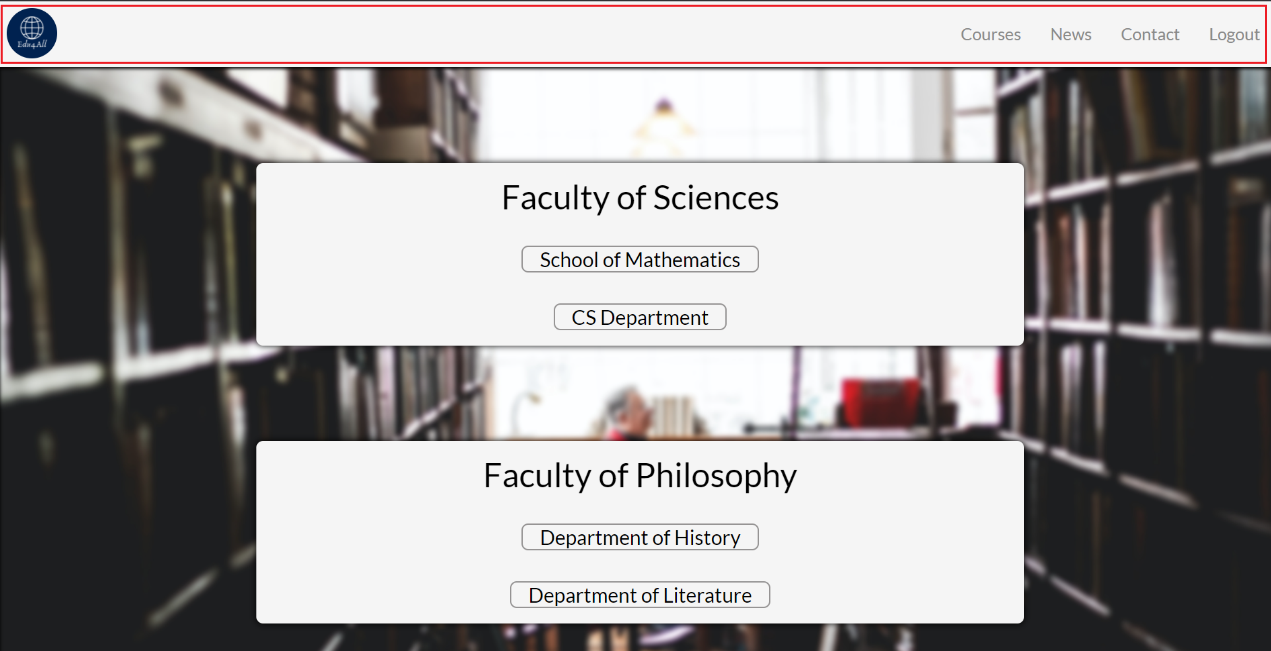 Edu4All
Courses News Contact Logout
Faculty of Sciences
School of Mathematics
CS Department
Faculty of Philosophy
Department of History
Department of Literature